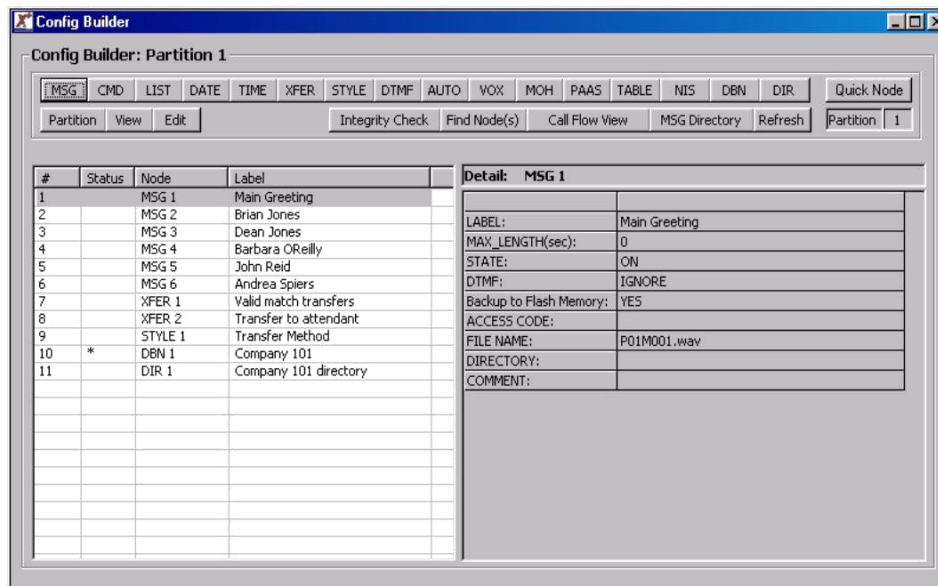 Config Builder
Config Builder: Partition 1
MSG CMD LIST DATE TIME XFER STYLE DTMF AUTO VOX MOH PAAS TABLE NIS DBN DIR Quick Node
Partition View Edit Integrity Check Find Node(s) Call Flow View MSG Directory Refresh Partition 1
# Status Node Label
1 MSG 1 Main Greeting
2 MSG 2 Brian Jones
3 MSG 3 Dean Jones
4 MSG 4 Barbara OReilly
5 MSG 5 John Reid
6 MSG 6 Andrea Spiers
7 XFER 1 Valid match transfers
8 XFER 2 Transfer to attendant
9 STYLE 1 Transfer Method
10 * DBN 1 Company 101
11 DIR 1 Company 101 directory
Detail: MSG 1
LABEL: Main Greeting
MAX_LENGTH(sec): 0
STATE: ON
DTMF: IGNORE
Backup to Flash Memory: YES
ACCESS CODE:
FILE NAME: P01M001.wav
DIRECTORY:
COMMENT: